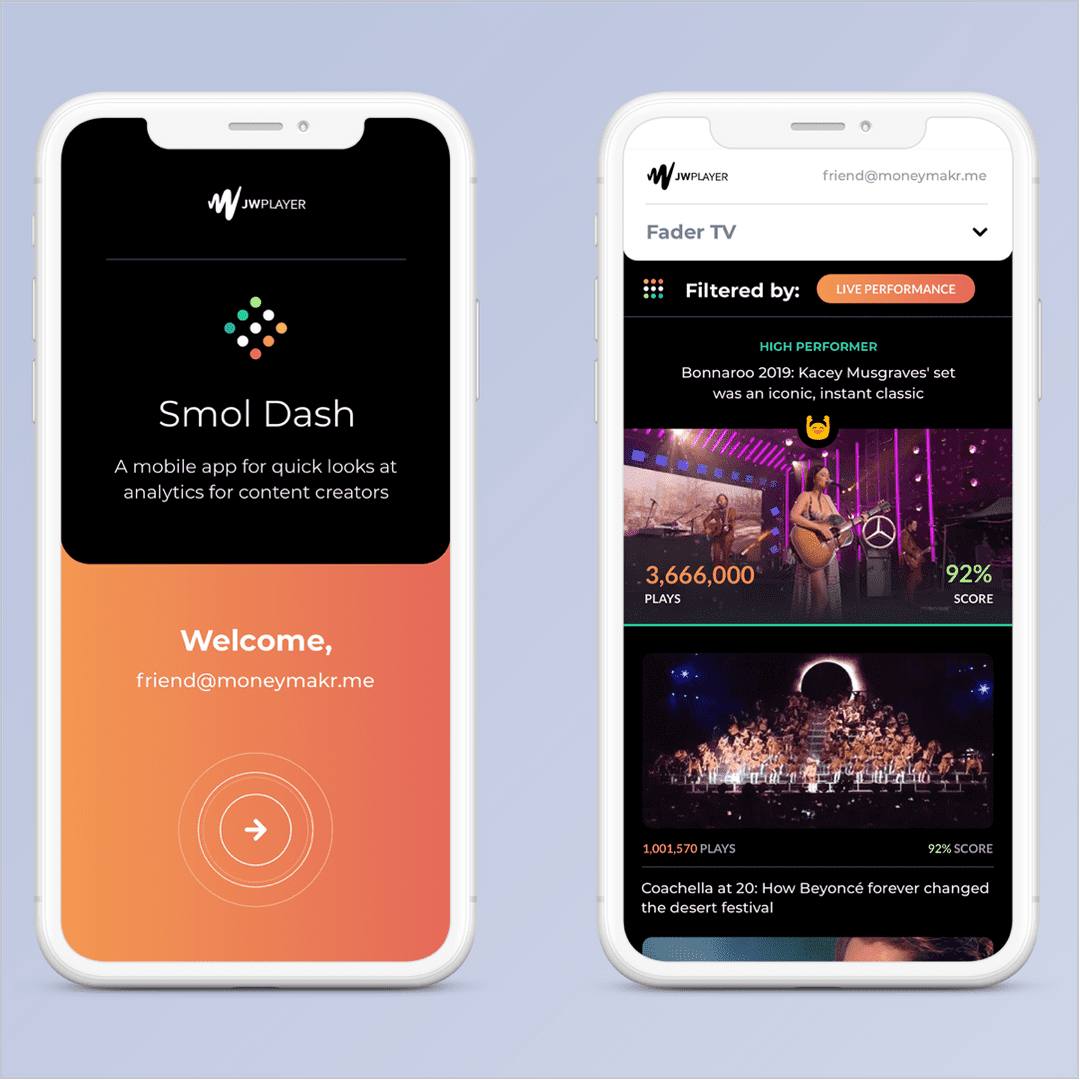 JWPLAYER
Smol Dash
A mobile app for quick looks at
analytics for content creators
Welcome,
friend@moneymakr.me
JWPLAYER
friend@moneymakr.me
Fader TV
Filtered by:
LIVE PERFORMANCE
HIGH PERFORMER
Bonnaroo 2019: Kacey Musgraves' set
was an iconic, instant classic
3,666,000
PLAYS
92%
SCORE
1,001,570 PLAYS
92% SCORE
Coachella at 20: How Beyoncé forever changed
the desert festival